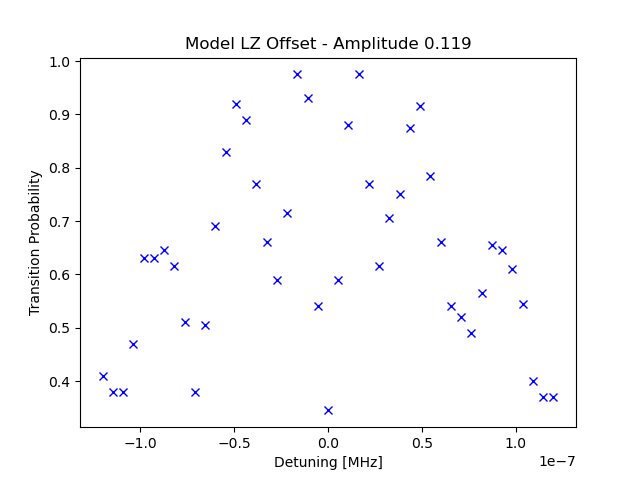 Model LZ Offset - Amplitude 0.119
Transition Probability
1.0
0.9
0.8
0.7
0.6
0.5
0.4
−1.0 −0.5 0.0 0.5 1.0
1e−7
Detuning [MHz]